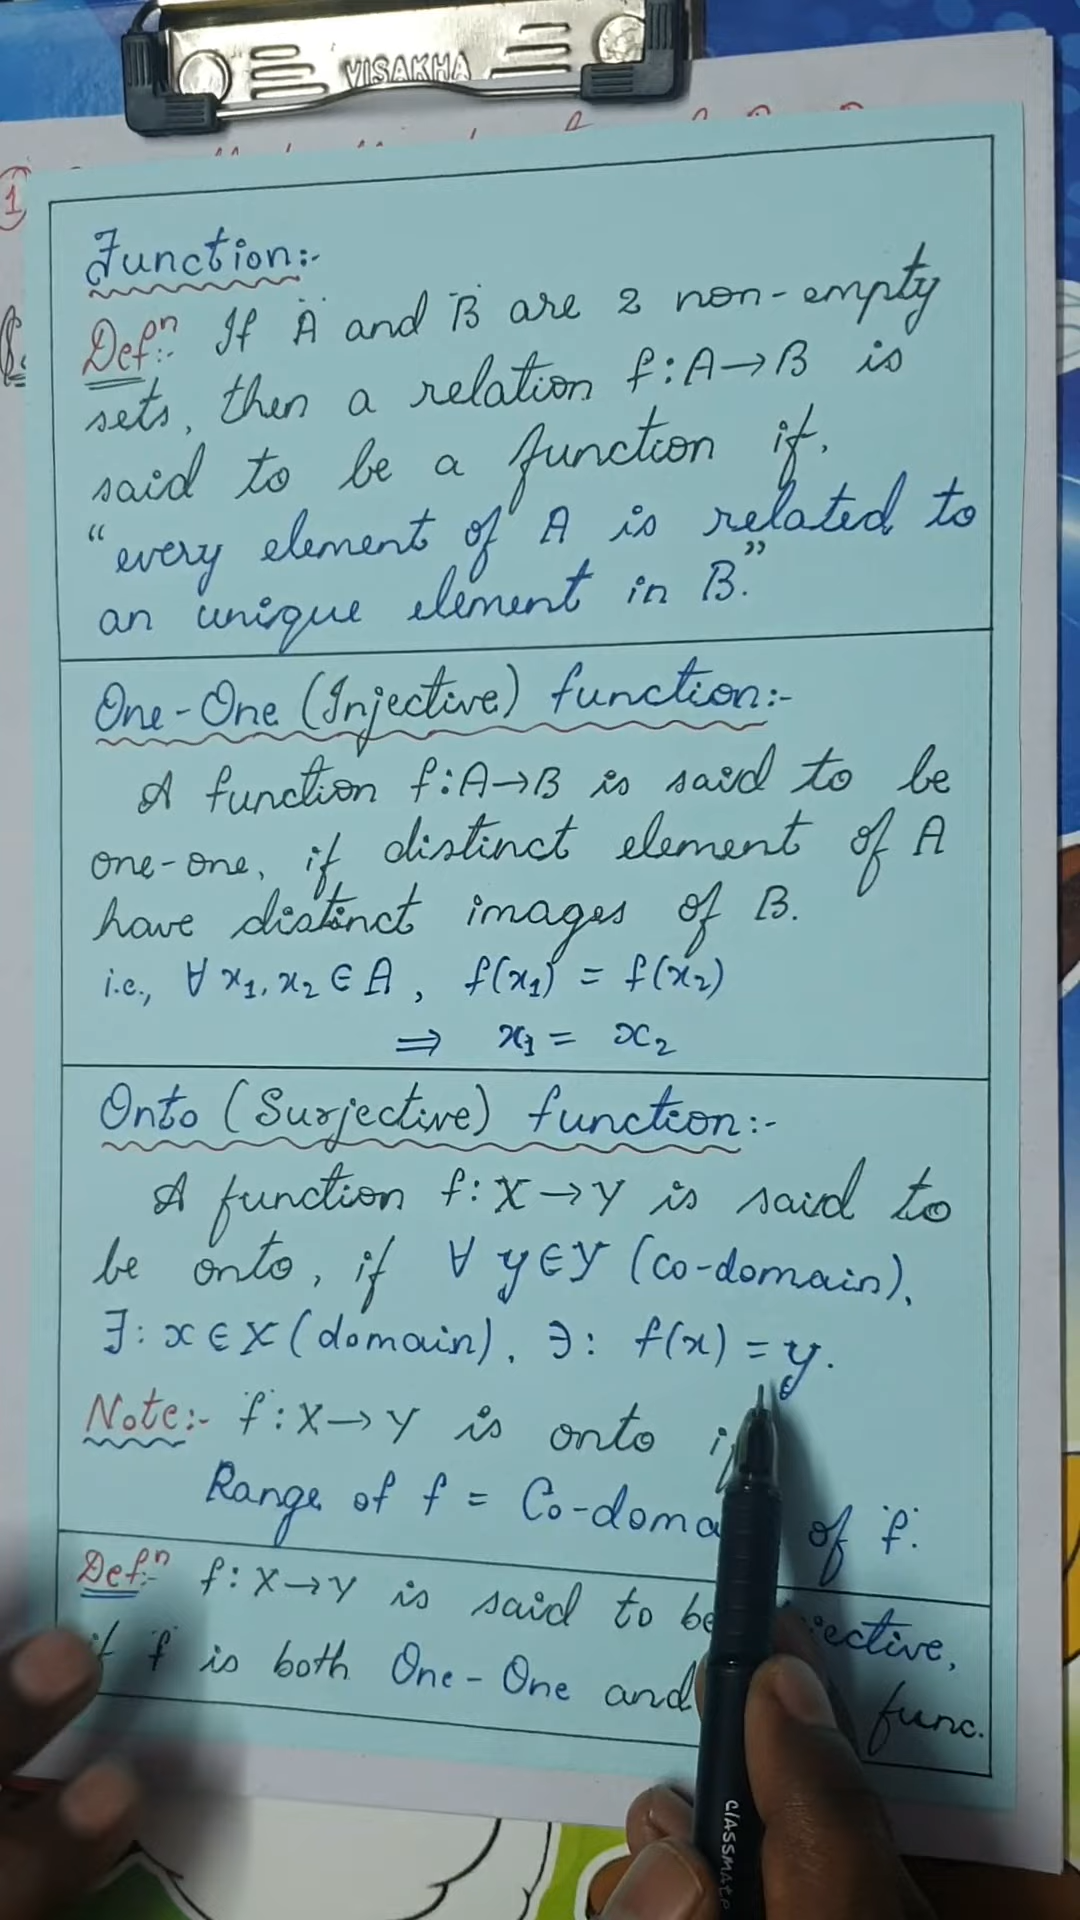 VISAKHA
1
Function:-
Defn:- If A and B are 2 non-empty
sets, then a relation f:A→B is
said to be a function if,
"every element of A is related to
an unique element in B."
One-One (Injective) function:-
A function f:A→B is said to be
one-one, if distinct element of A
have distinct images of B.
i.e., ∀ x₁, x₂ ∈ A, f(x₁) = f(x₂)
⇒ x₁ = x₂
Onto (Surjective) function:-
A function f:X→Y is said to
be onto, if ∀ y∈Y (Co-domain),
∃: x∈X (domain), ∋: f(x) = y.
Note:- f:X→Y is onto
Range of f = Co-doma of f.
Defn:- f:X→Y is said to be jective,
if f is both One-One and func.
CLASSMATE